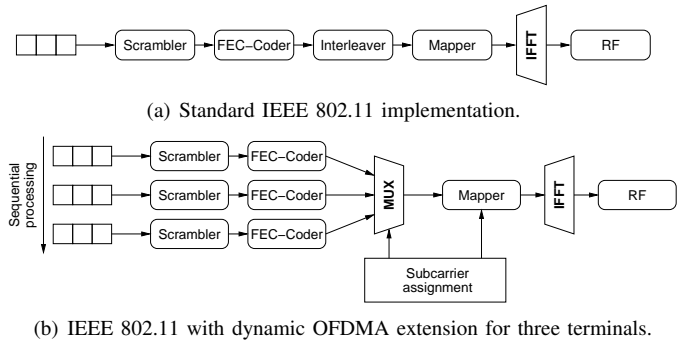 Scrambler
FEC−Coder
Interleaver
Mapper
IFFT
RF
(a) Standard IEEE 802.11 implementation.
Sequential
processing
Scrambler
FEC−Coder
Scrambler
FEC−Coder
Scrambler
FEC−Coder
MUX
Mapper
IFFT
RF
Subcarrier
assignment
(b) IEEE 802.11 with dynamic OFDMA extension for three terminals.